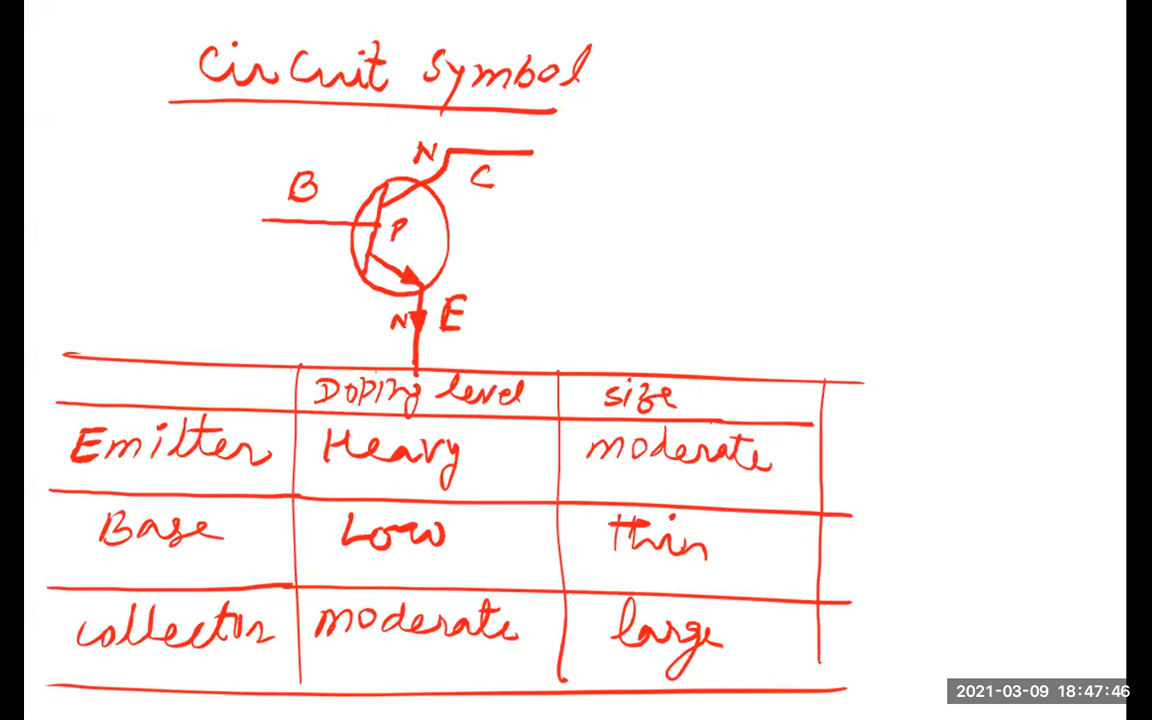 Circuit Symbol
N
C
B
P
N E
Doping level size
Emitter Heavy moderate
Base Low thin
collector moderate large
2021-03-09 18:47:46